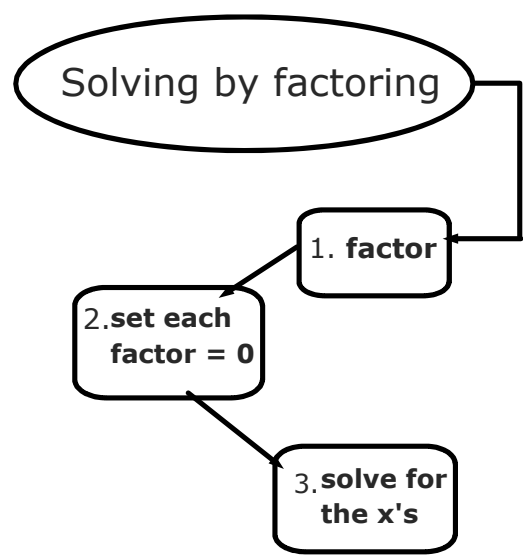 Solving by factoring
1. factor
2. set each
factor = 0
3. solve for
the x's